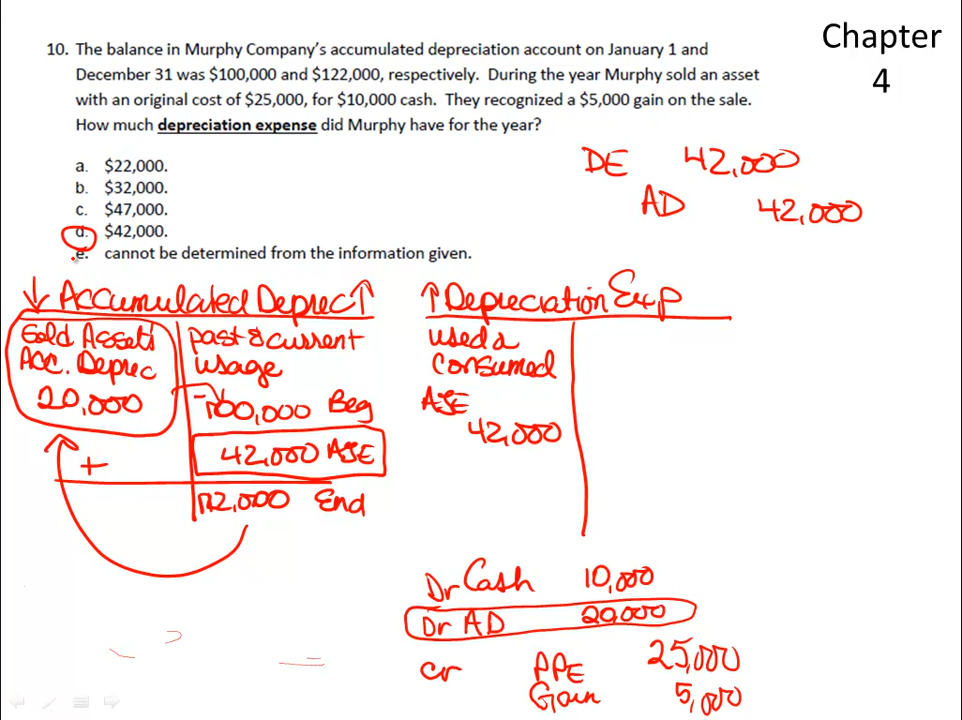 Chapter
4
10. The balance in Murphy Company's accumulated depreciation account on January 1 and
December 31 was $100,000 and $122,000, respectively. During the year Murphy sold an asset
with an original cost of $25,000, for $10,000 cash. They recognized a $5,000 gain on the sale.
How much depreciation expense did Murphy have for the year?
a. $22,000.
b. $32,000.
c. $47,000.
d. $42,000.
e. cannot be determined from the information given.
DE 42,000
AD 42,000
↓ Accumulated Deprec ↑
Sold Assets
Acc. Deprec
20,000
past & current
usage
100,000 Beg
42,000 AJE
122,000 End
+
↑ Depreciation Exp
used &
consumed
AJE
42,000
Dr Cash 10,000
Dr AD 20,000
cr PPE 25,000
Gain 5,000